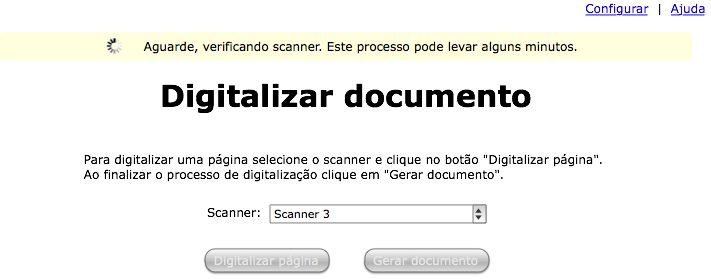 Configurar | Ajuda
Aguarde, verificando scanner. Este processo pode levar alguns minutos.
Digitalizar documento
Para digitalizar uma página selecione o scanner e clique no botão "Digitalizar página".
Ao finalizar o processo de digitalização clique em "Gerar documento".
Scanner: Scanner 3
Digitalizar página Gerar documento